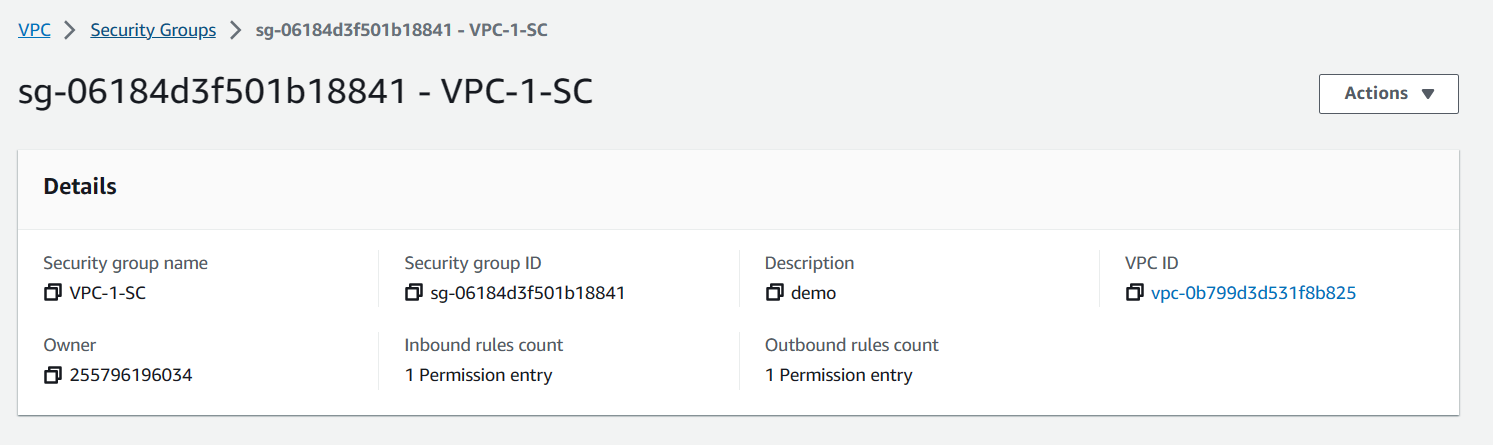 VPC > Security Groups > sg-06184d3f501b18841 - VPC-1-SC
sg-06184d3f501b18841 - VPC-1-SC
Actions
Details
Security group name
VPC-1-SC
Security group ID
sg-06184d3f501b18841
Description
demo
VPC ID
vpc-0b799d3d531f8b825
Owner
255796196034
Inbound rules count
1 Permission entry
Outbound rules count
1 Permission entry